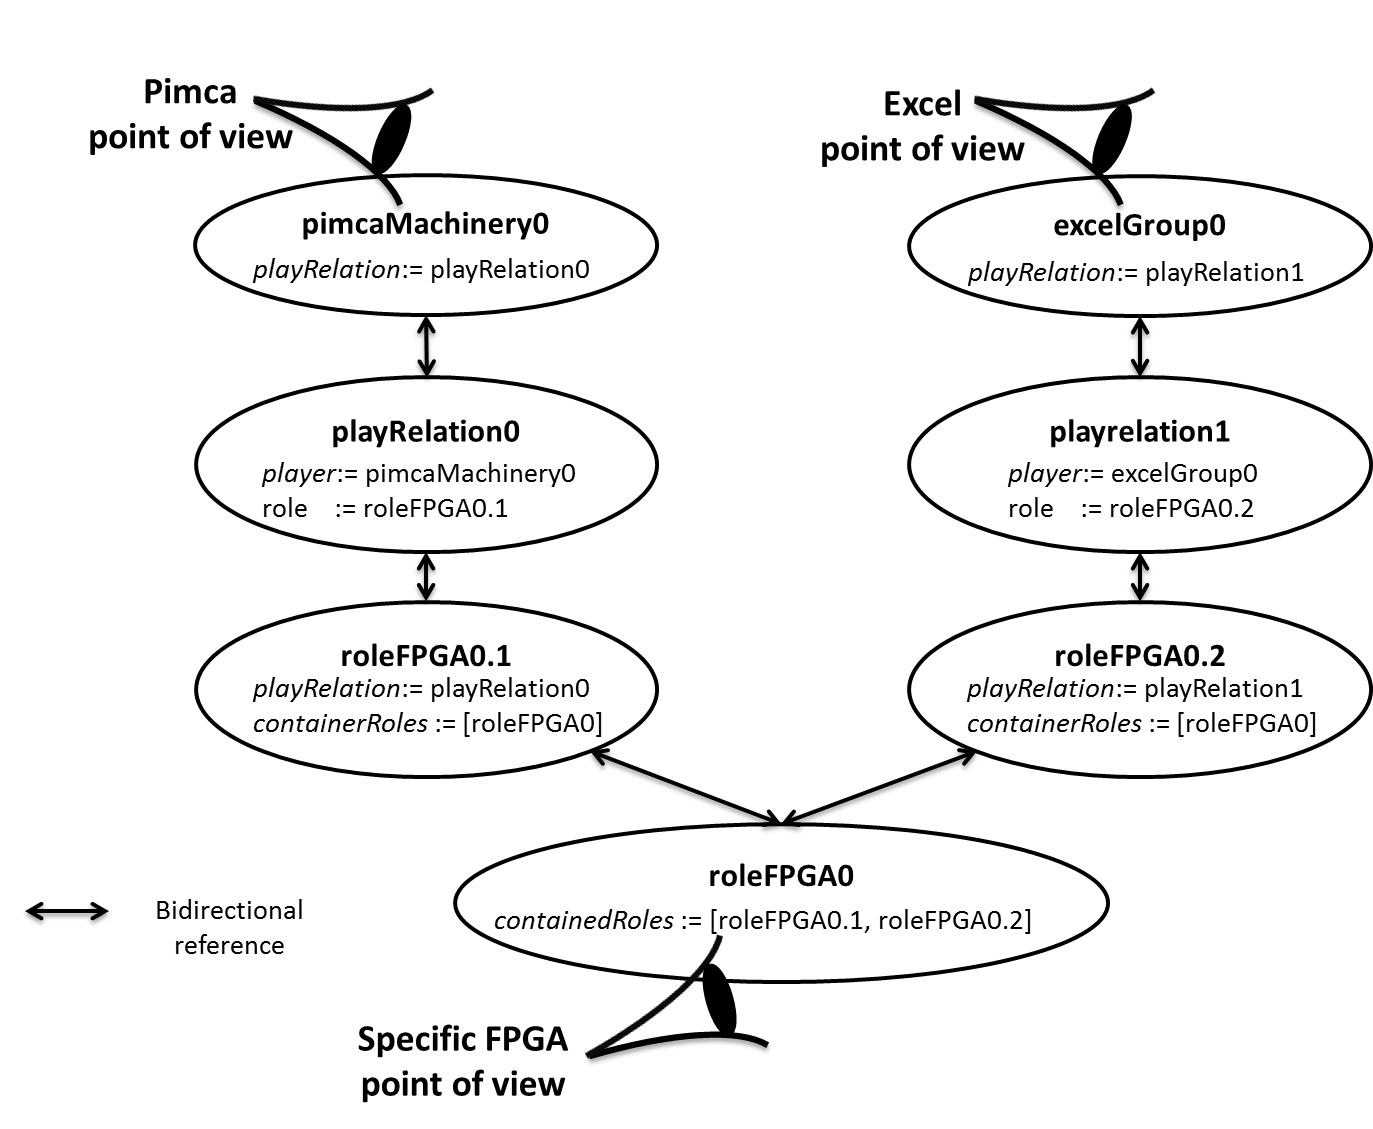 Pimca
point of view
Excel
point of view
pimcaMachinery0
playRelation:= playRelation0
excelGroup0
playRelation:= playRelation1
playRelation0
player:= pimcaMachinery0
role := roleFPGA0.1
playrelation1
player:= excelGroup0
role := roleFPGA0.2
roleFPGA0.1
playRelation:= playRelation0
containerRoles := [roleFPGA0]
roleFPGA0.2
playRelation:= playRelation1
containerRoles := [roleFPGA0]
roleFPGA0
containedRoles := [roleFPGA0.1, roleFPGA0.2]
Bidirectional
reference
Specific FPGA
point of view